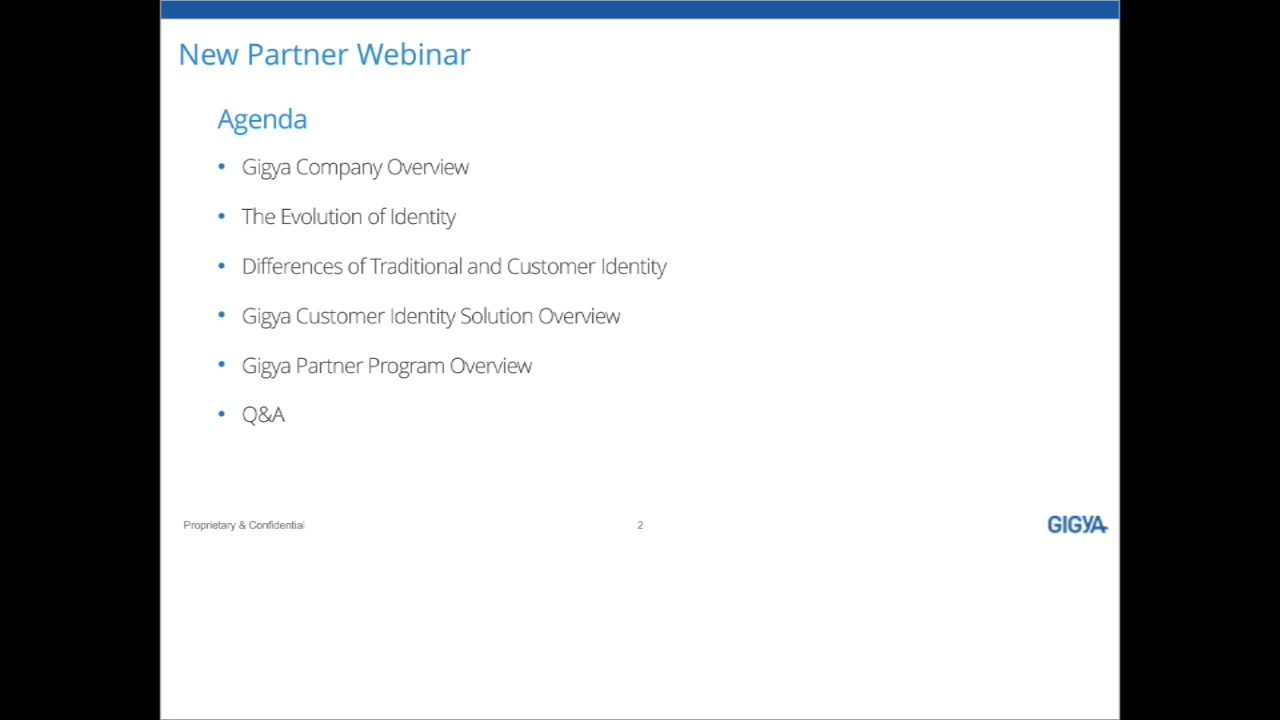 New Partner Webinar
Agenda
• Gigya Company Overview
• The Evolution of Identity
• Differences of Traditional and Customer Identity
• Gigya Customer Identity Solution Overview
• Gigya Partner Program Overview
• Q&A
Proprietary & Confidential
2
GIGYA